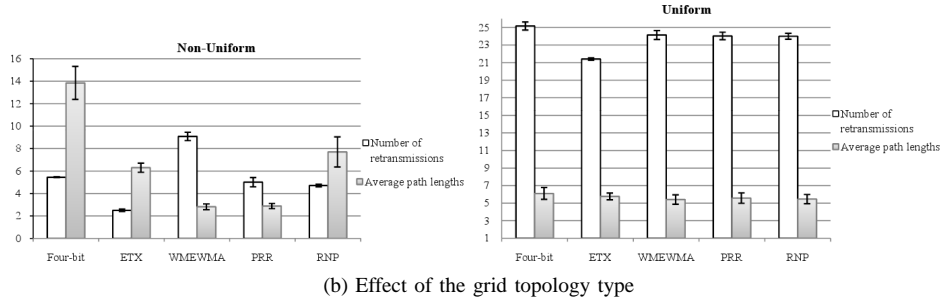 Non-Uniform
16
14
12
10
8
6
4
2
0
Four-bit ETX WMEWMA PRR RNP
Number of
retransmissions
Average path lengths
Uniform
25
23
21
19
17
15
13
11
9
7
5
3
1
Four-bit ETX WMEWMA PRR RNP
Number of
retransmissions
Average path lengths
(b) Effect of the grid topology type